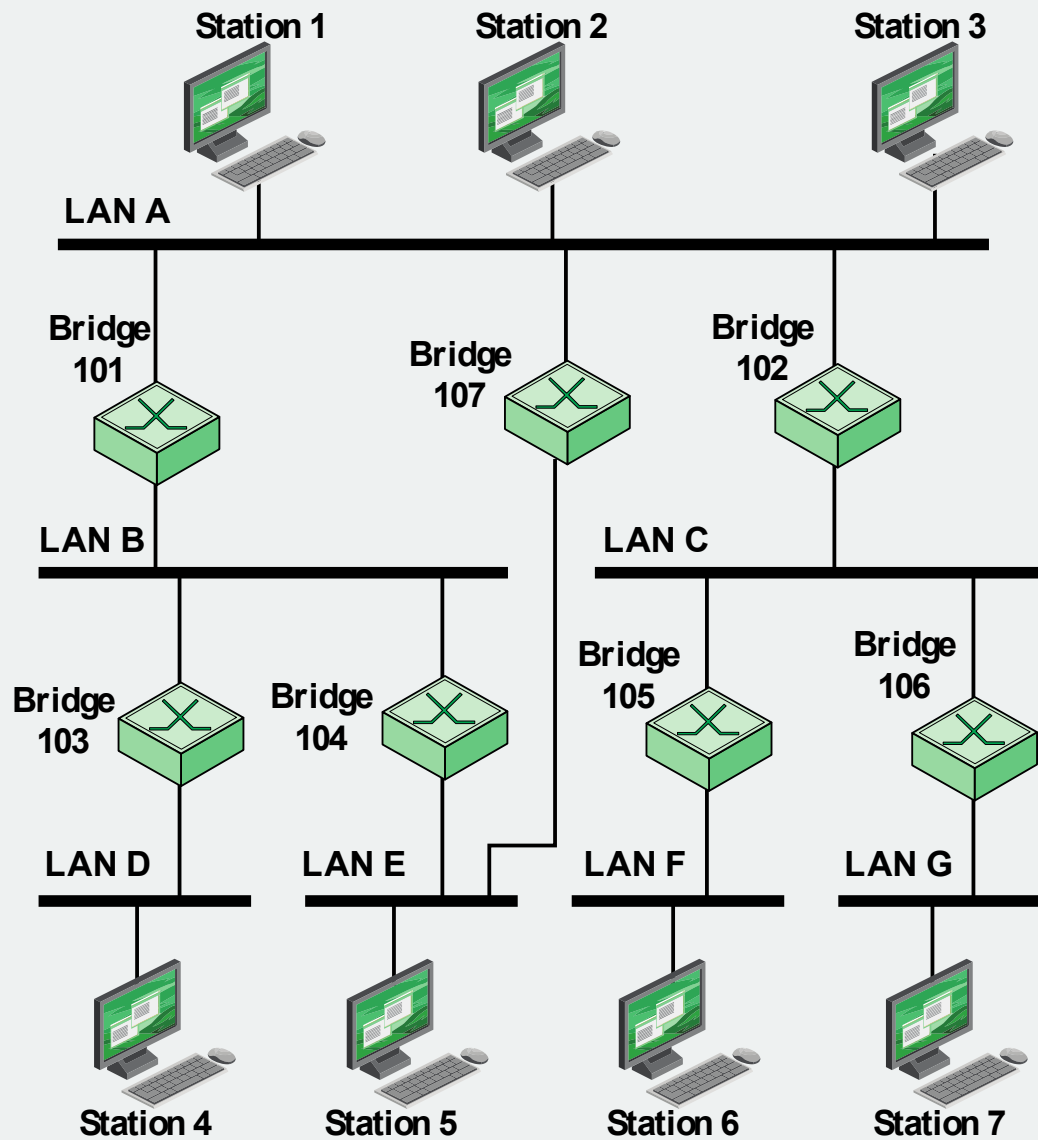 Station 1
Station 2
Station 3
LAN A
Bridge
101
Bridge
107
Bridge
102
LAN B
LAN C
Bridge
103
Bridge
104
Bridge
105
Bridge
106
LAN D
LAN E
LAN F
LAN G
Station 4
Station 5
Station 6
Station 7